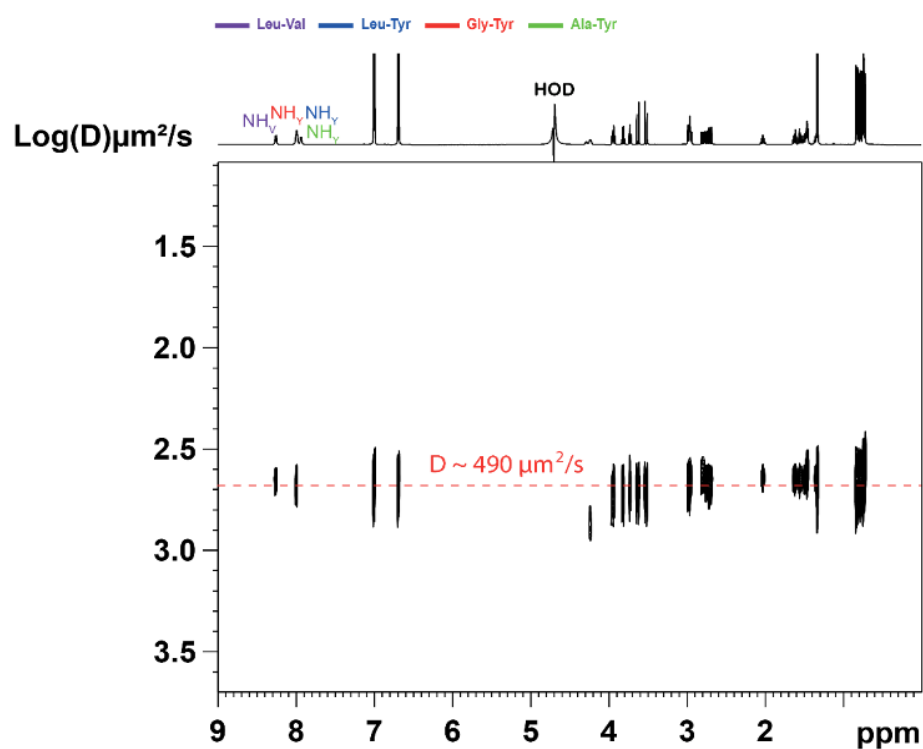 Leu-Val Leu-Tyr Gly-Tyr Ala-Tyr
HOD
NHV NHY NHY
NHY
Log(D)µm²/s
1.5
2.0
2.5
D ~ 490 µm²/s
3.0
3.5
9 8 7 6 5 4 3 2 ppm